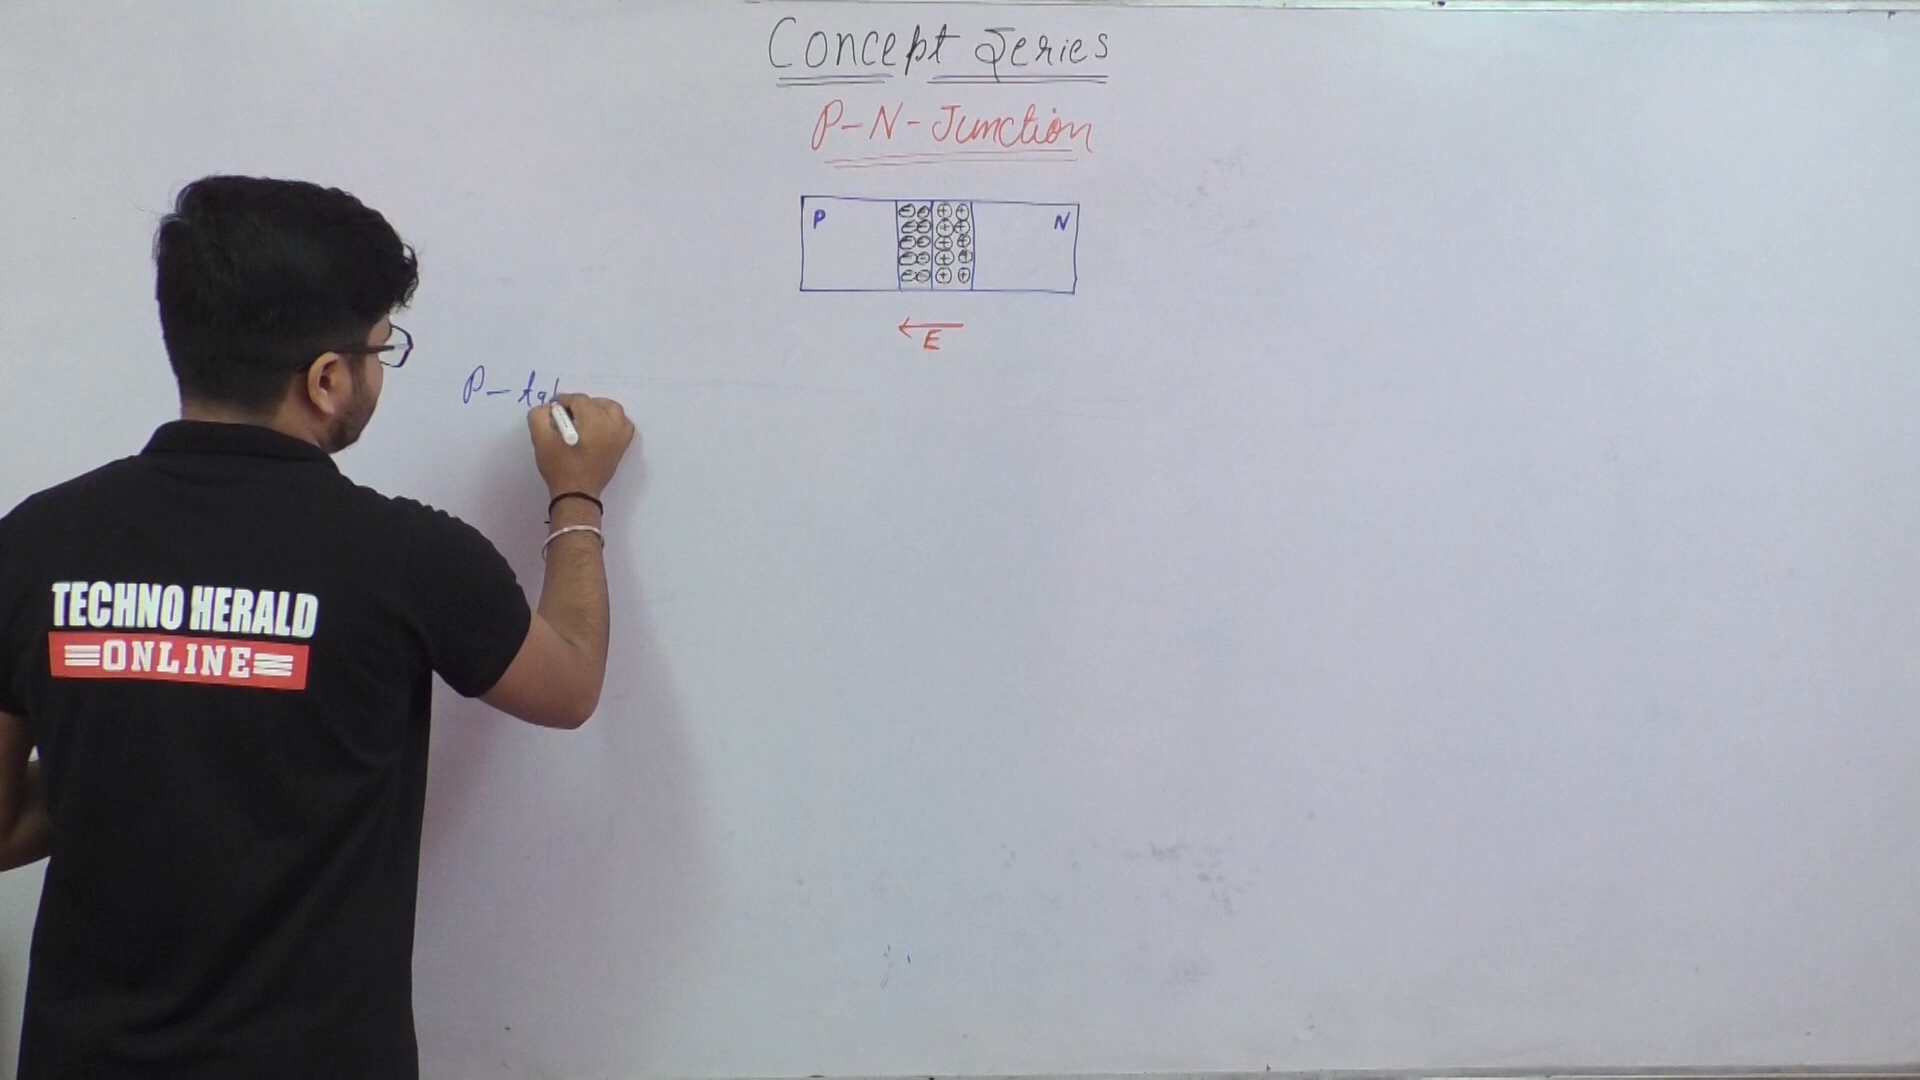 Concept Series
P-N-Junction
P
N
E
P-
TECHNO HERALD
ONLINE